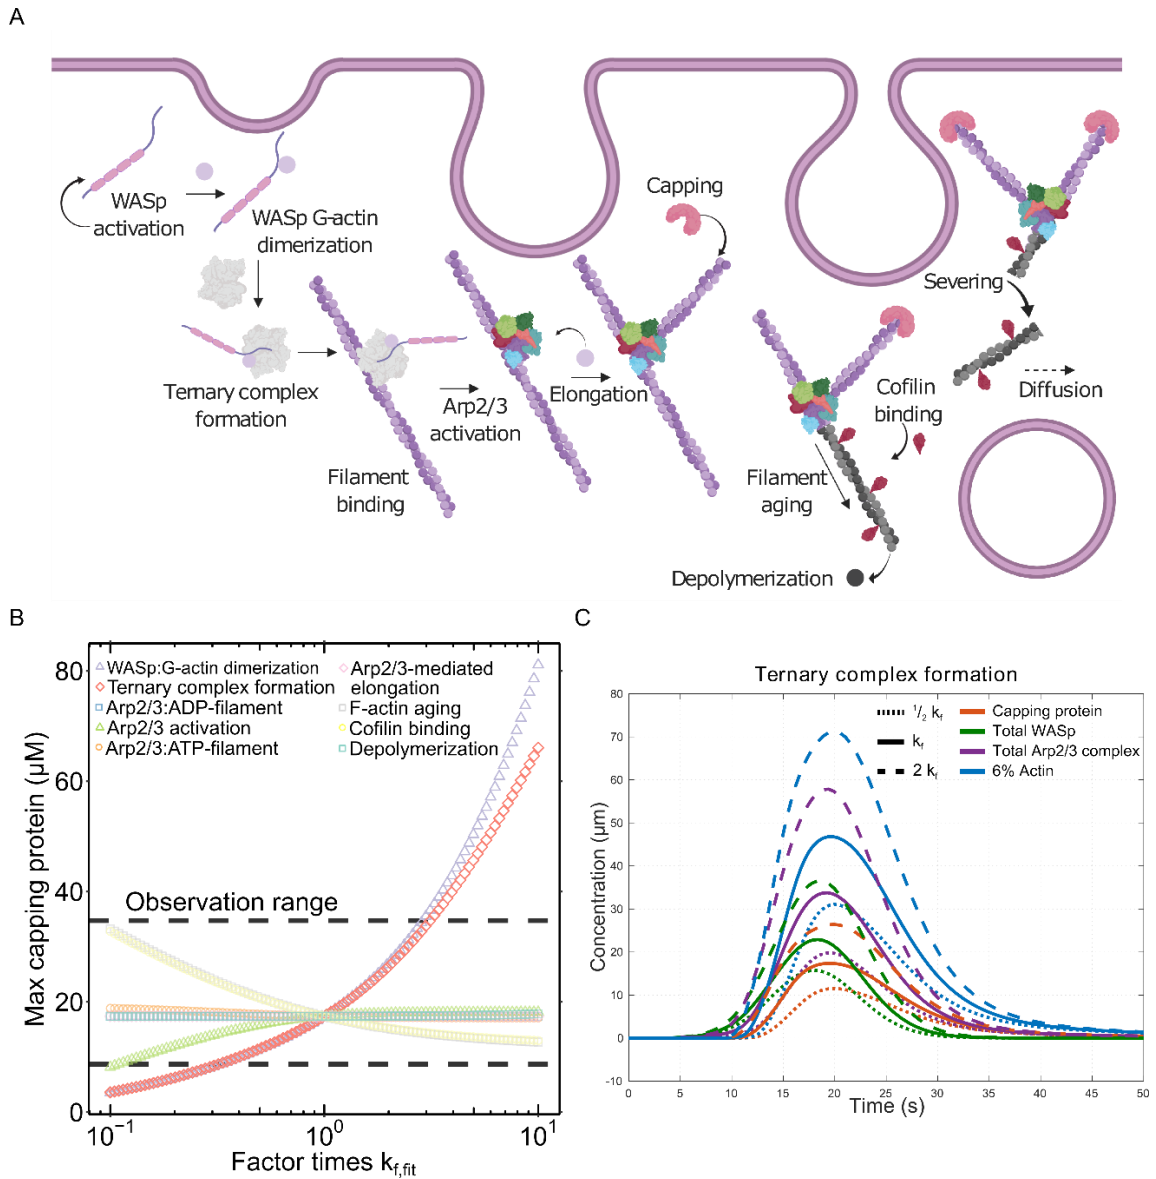 A
WASp
activation
WASp G-actin
dimerization
Ternary complex
formation
Filament
binding
Arp2/3
activation
Elongation
Capping
Severing
Cofilin
binding
Diffusion
Filament
aging
Depolymerization
B
80
60
40
20
0
Max capping protein (µM)
WASp:G-actin dimerization
Ternary complex formation
Arp2/3:ADP-filament
Arp2/3 activation
Arp2/3:ATP-filament
Arp2/3-mediated
elongation
F-actin aging
Cofilin binding
Depolymerization
Observation range
10⁻¹
10⁰
10¹
Factor times k_f,fit
C
Ternary complex formation
80
70
60
50
40
30
20
10
0
-10
Concentration (µm)
1/2 k_f
k_f
2 k_f
Capping protein
Total WASp
Total Arp2/3 complex
6% Actin
0
5
10
15
20
25
30
35
40
45
50
Time (s)